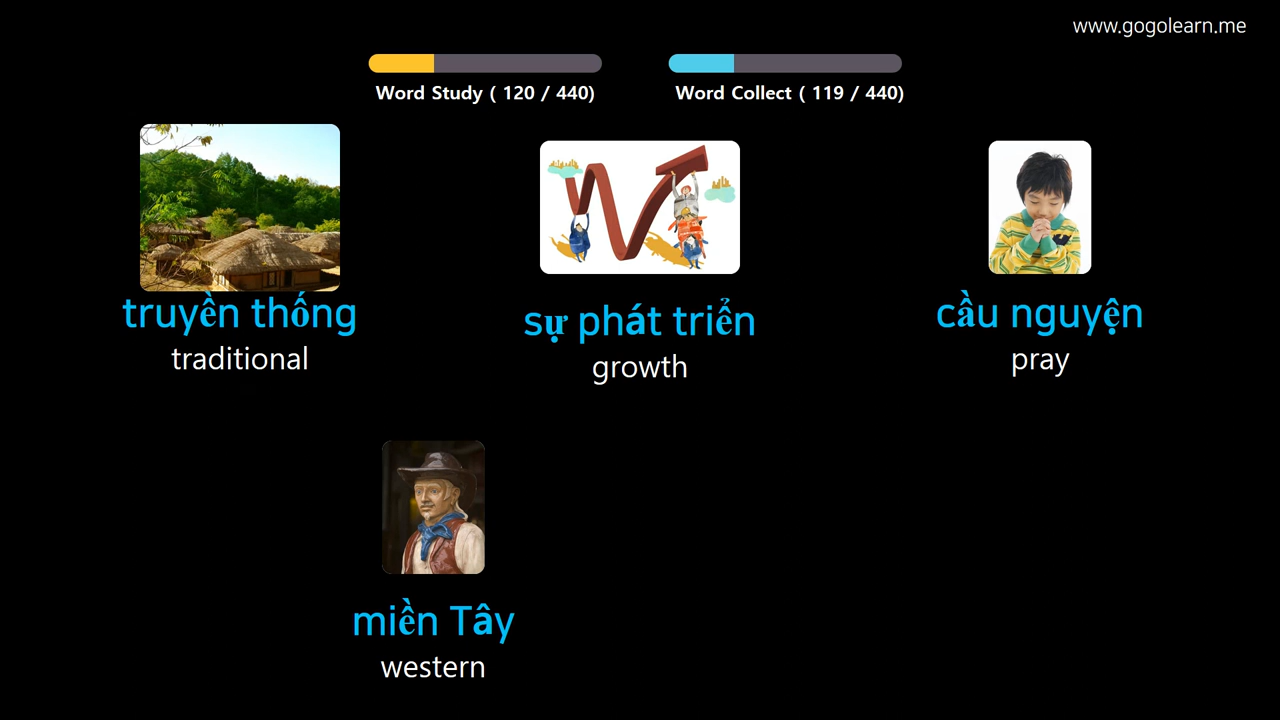 www.gogolearn.me
Word Study ( 120 / 440)
Word Collect ( 119 / 440)
truyền thống
traditional
sự phát triển
growth
cầu nguyện
pray
miền Tây
western